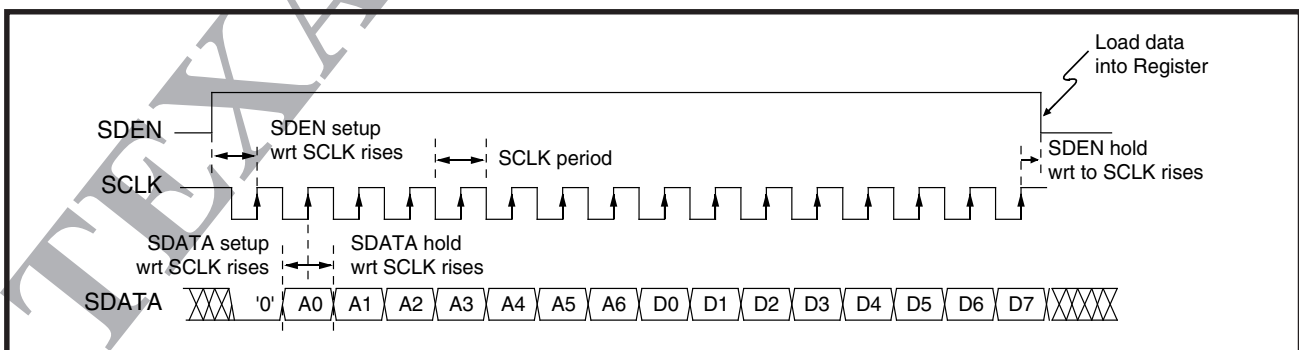 TEXA
Load data
into Register
SDEN
SDEN setup
wrt SCLK rises
SCLK period
SDEN hold
wrt to SCLK rises
SCLK
SDATA setup
wrt SCLK rises
SDATA hold
wrt SCLK rises
SDATA '0' A0 A1 A2 A3 A4 A5 A6 D0 D1 D2 D3 D4 D5 D6 D7